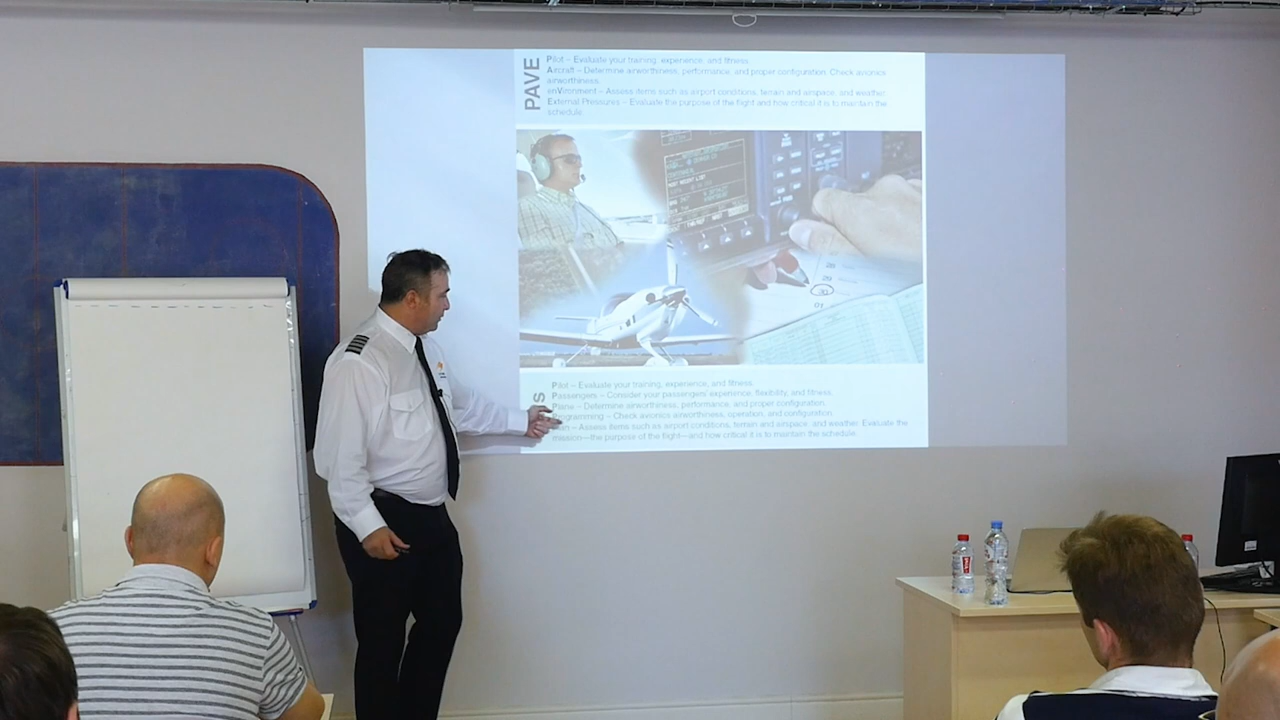 PAVE
Pilot – Evaluate your training, experience, and fitness.
Aircraft – Determine airworthiness, performance, and proper configuration. Check avionics
airworthiness.
enVironment – Assess items such as airport conditions, terrain and airspace, and weather.
External Pressures – Evaluate the purpose of the flight and how critical it is to maintain the
schedule.
28
29
30
01
S
Pilot – Evaluate your training, experience, and fitness.
Passengers – Consider your passengers' experience, flexibility, and fitness.
Plane – Determine airworthiness, performance, and proper configuration.
Programming – Check avionics airworthiness, operation, and configuration.
– Assess items such as airport conditions, terrain and airspace, and weather. Evaluate the
mission—the purpose of the flight—and how critical it is to maintain the schedule.